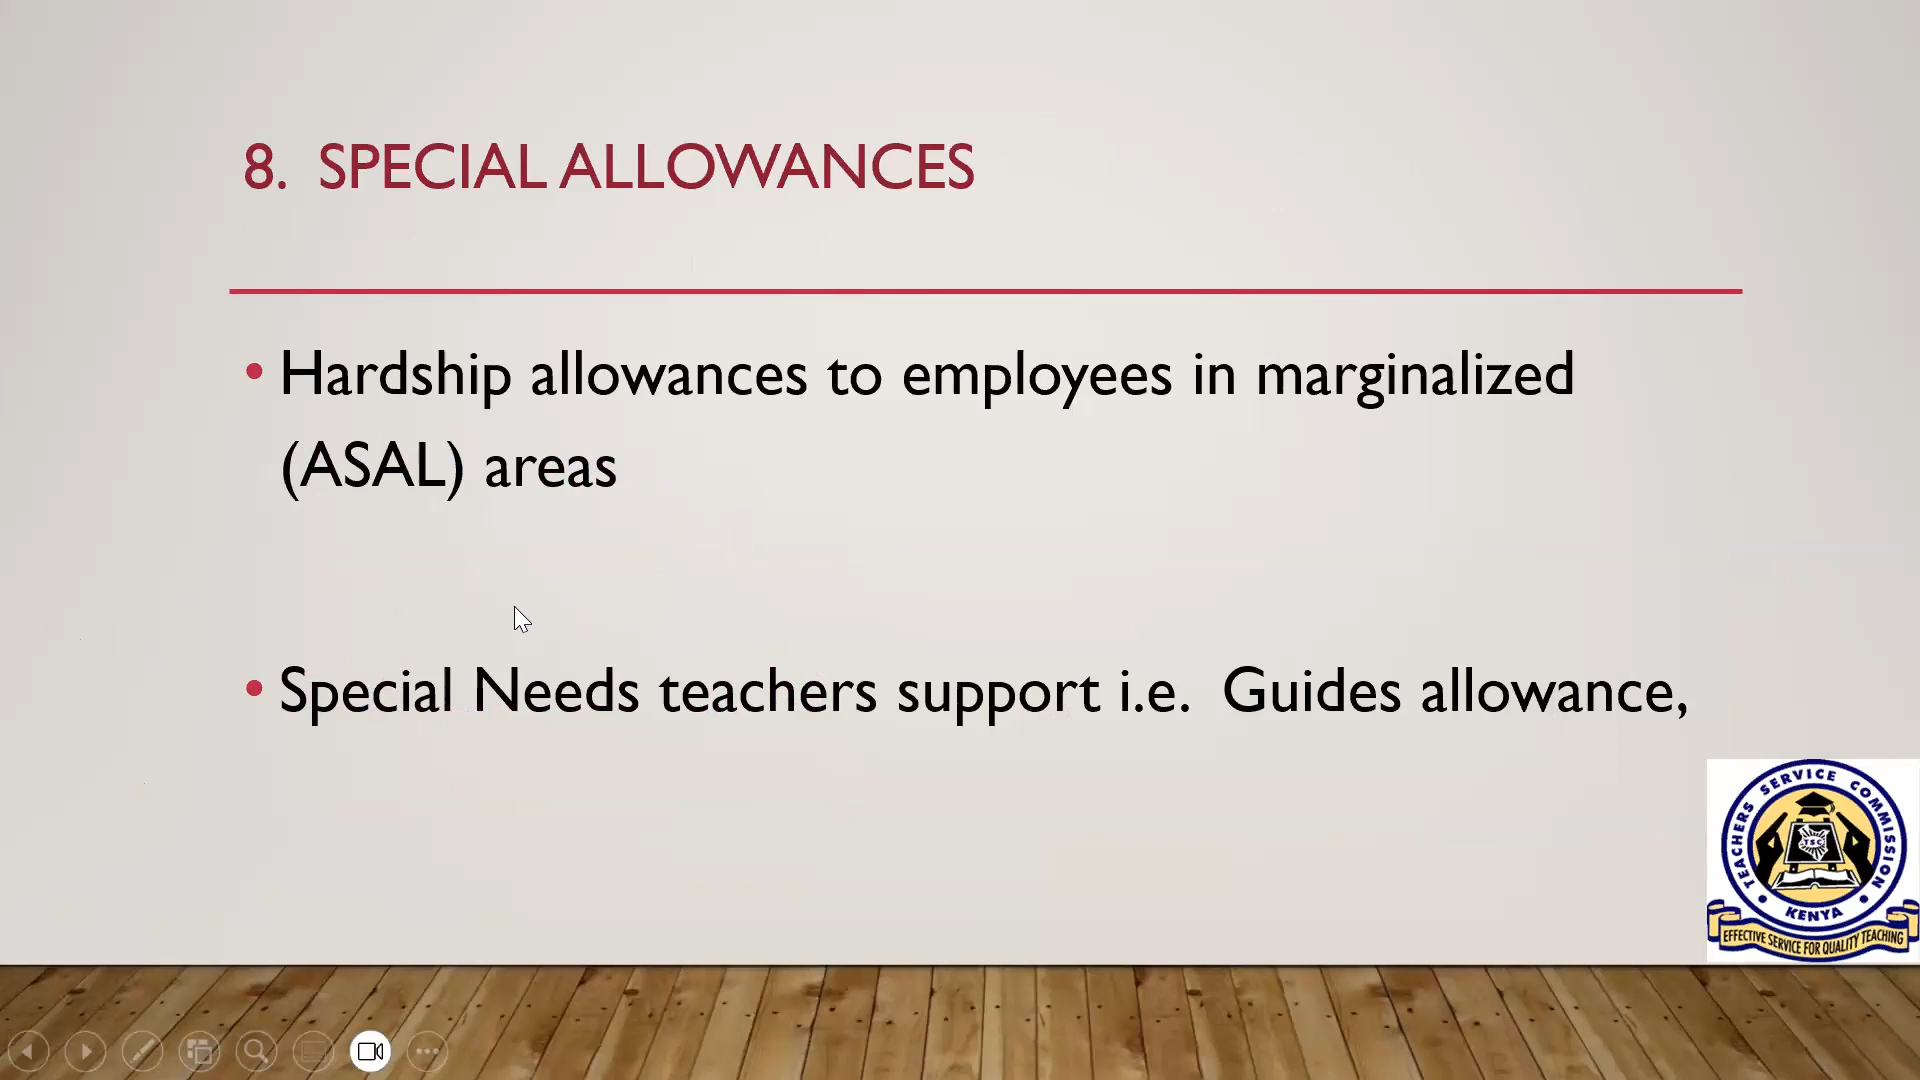 8. SPECIAL ALLOWANCES
• Hardship allowances to employees in marginalized
(ASAL) areas
• Special Needs teachers support i.e. Guides allowance,
TEACHERS SERVICE COMMISSION
TSC
KENYA
EFFECTIVE SERVICE FOR QUALITY TEACHING